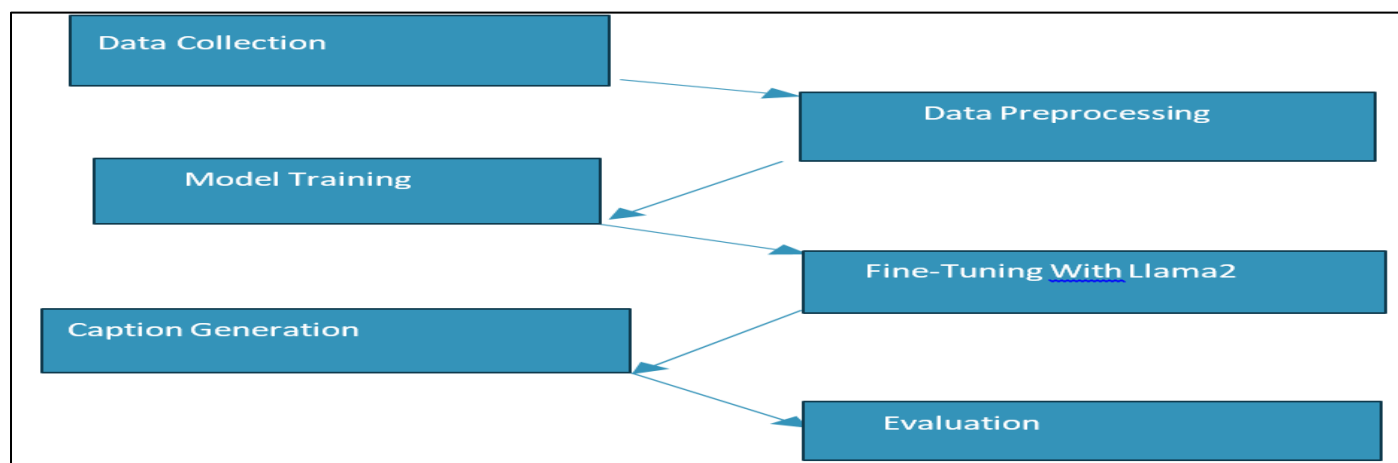 Data Collection
Data Preprocessing
Model Training
Fine-Tuning With Llama2
Caption Generation
Evaluation